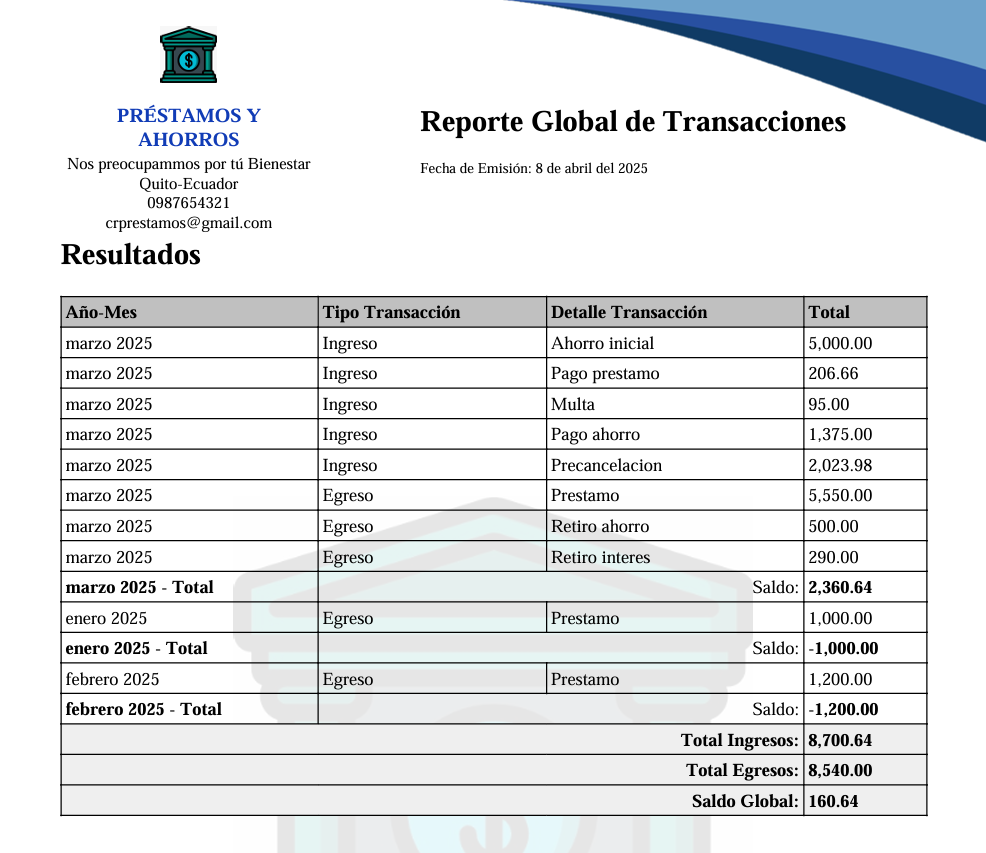 PRÉSTAMOS Y
AHORROS
Nos preocupammos por tú Bienestar
Quito-Ecuador
0987654321
crprestamos@gmail.com
Reporte Global de Transacciones
Fecha de Emisión: 8 de abril del 2025
Resultados
Año-Mes Tipo Transacción Detalle Transacción Total
marzo 2025 Ingreso Ahorro inicial 5,000.00
marzo 2025 Ingreso Pago prestamo 206.66
marzo 2025 Ingreso Multa 95.00
marzo 2025 Ingreso Pago ahorro 1,375.00
marzo 2025 Ingreso Precancelacion 2,023.98
marzo 2025 Egreso Prestamo 5,550.00
marzo 2025 Egreso Retiro ahorro 500.00
marzo 2025 Egreso Retiro interes 290.00
marzo 2025 - Total Saldo: 2,360.64
enero 2025 Egreso Prestamo 1,000.00
enero 2025 - Total Saldo: -1,000.00
febrero 2025 Egreso Prestamo 1,200.00
febrero 2025 - Total Saldo: -1,200.00
Total Ingresos: 8,700.64
Total Egresos: 8,540.00
Saldo Global: 160.64